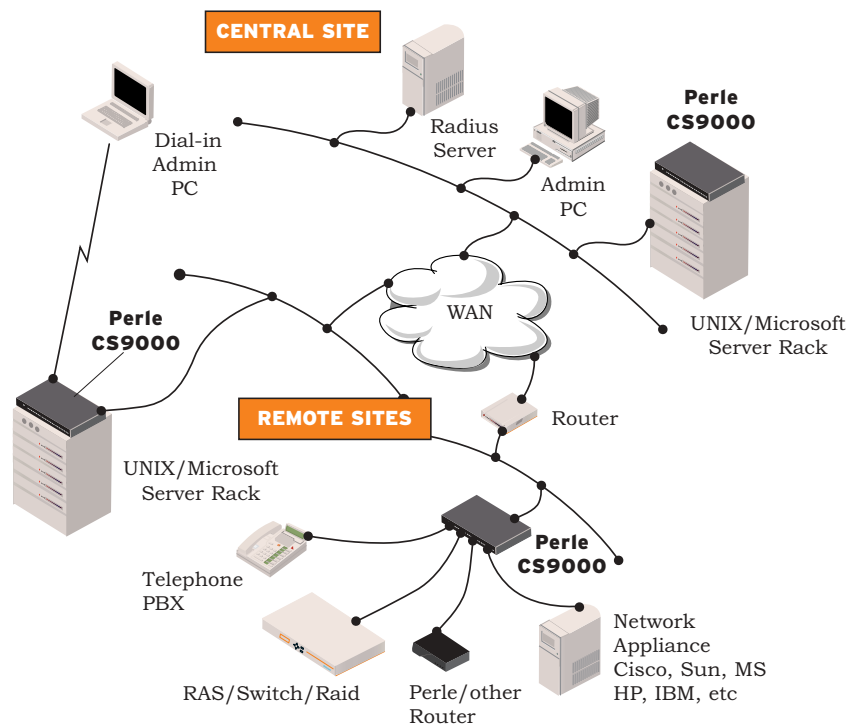 CENTRAL SITE
Dial-in
Admin
PC
Radius
Server
Admin
PC
Perle
CS9000
UNIX/Microsoft
Server Rack
WAN
Perle
CS9000
UNIX/Microsoft
Server Rack
REMOTE SITES
Router
Perle
CS9000
Telephone
PBX
RAS/Switch/Raid
Perle/other
Router
Network
Appliance
Cisco, Sun, MS
HP, IBM, etc